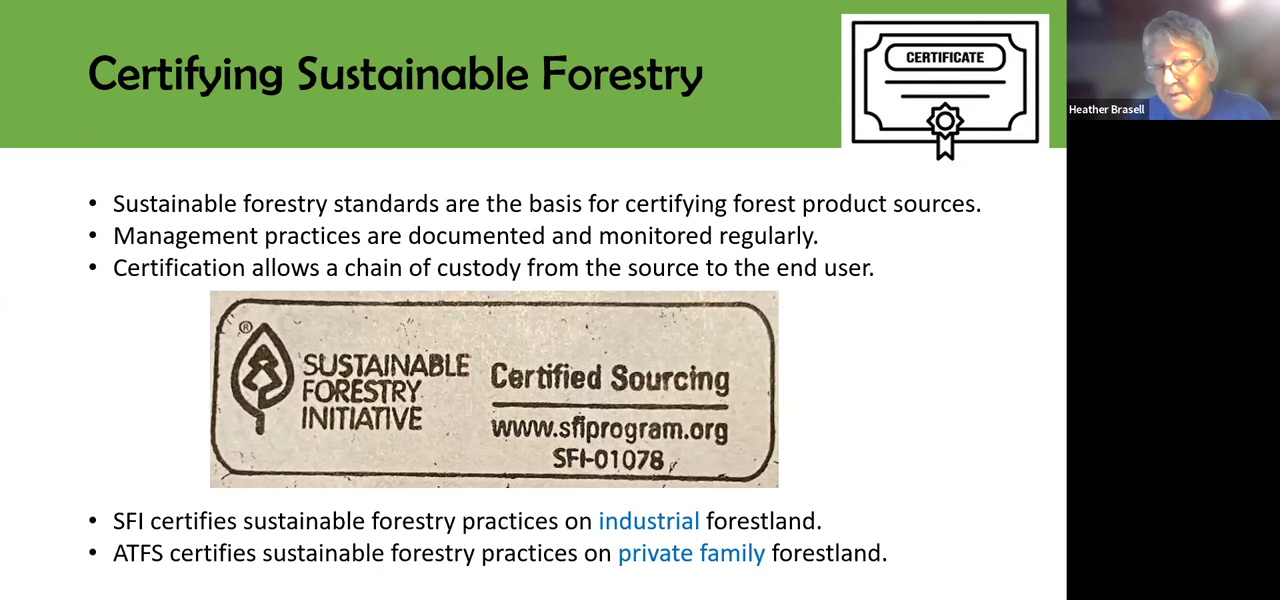 Certifying Sustainable Forestry
CERTIFICATE
Heather Brasell
• Sustainable forestry standards are the basis for certifying forest product sources.
• Management practices are documented and monitored regularly.
• Certification allows a chain of custody from the source to the end user.
®
SUSTAINABLE
FORESTRY
INITIATIVE
Certified Sourcing
www.sfiprogram.org
SFI-01078
• SFI certifies sustainable forestry practices on industrial forestland.
• ATFS certifies sustainable forestry practices on private family forestland.